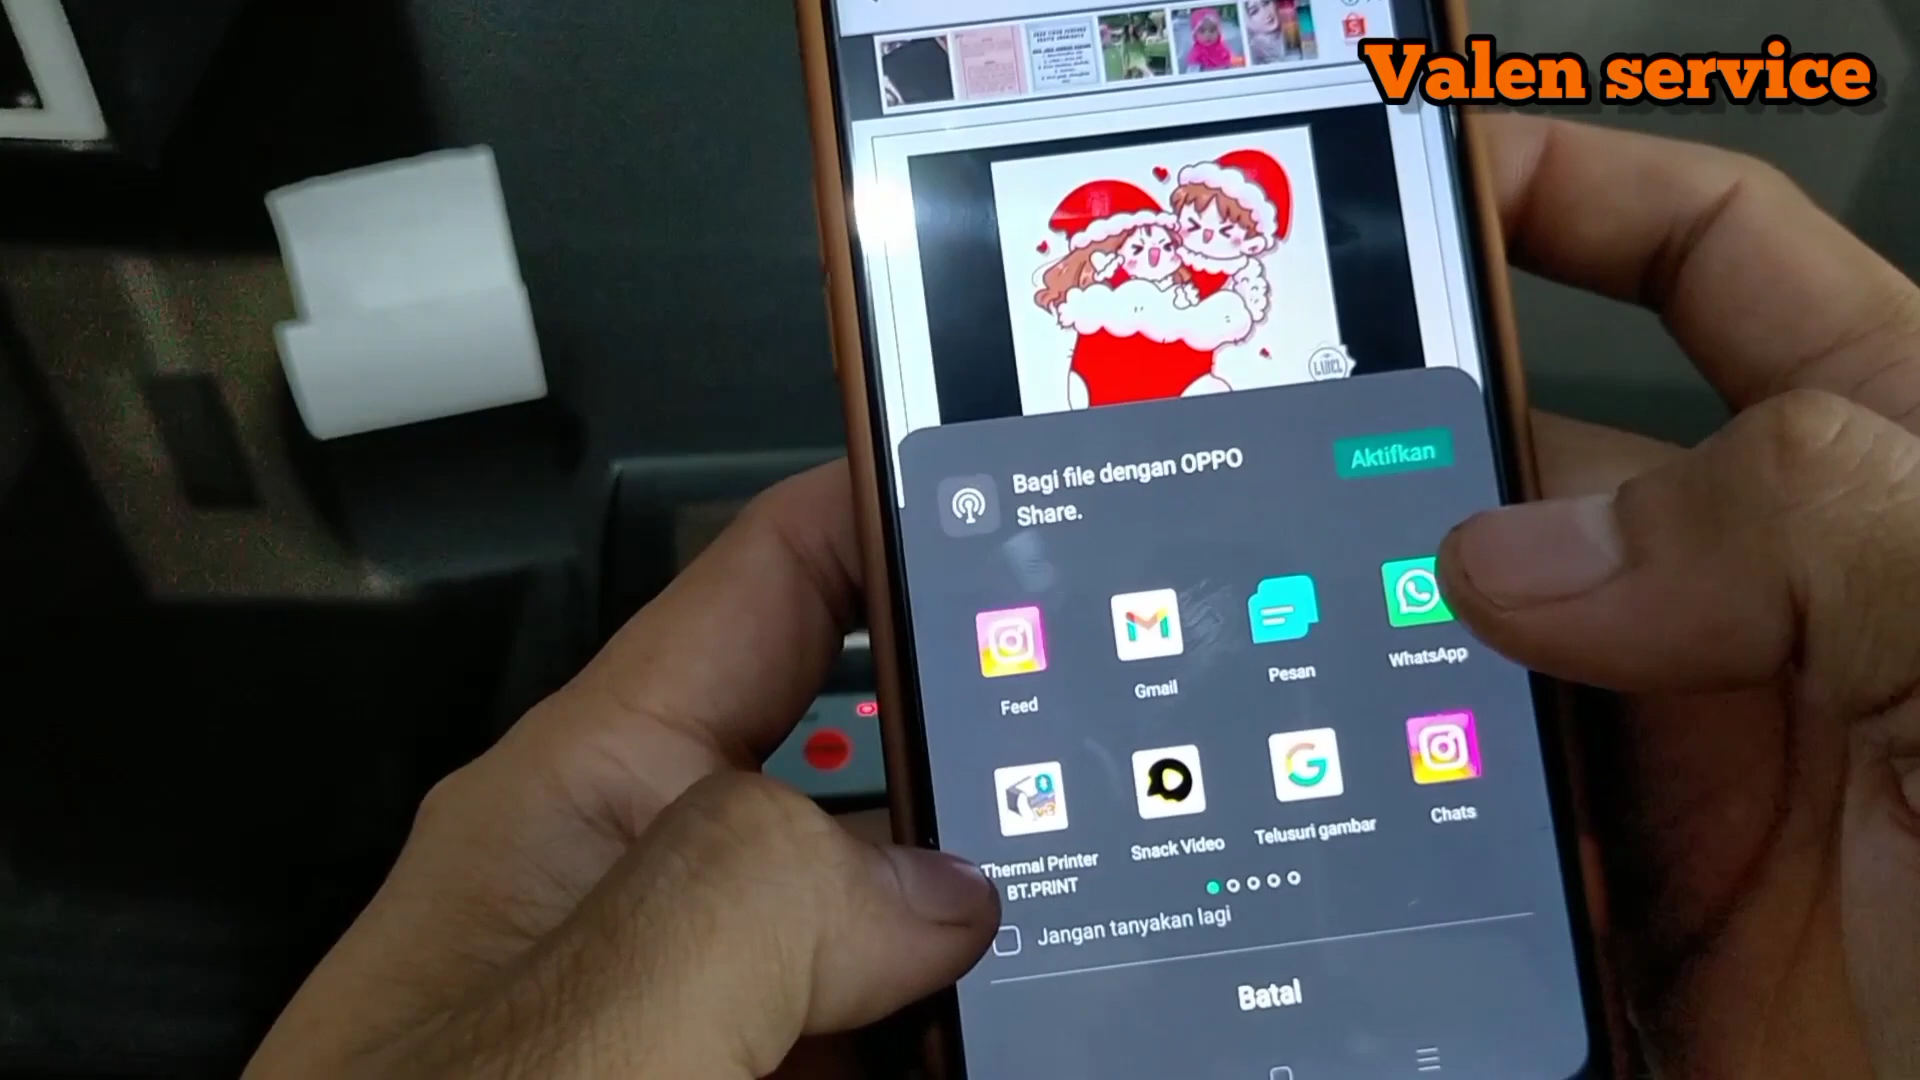 Valen service
LABEL
Bagi file dengan OPPO
Share.
Aktifkan
Feed
Gmail
Pesan
WhatsApp
Thermal Printer
BT.PRINT
Snack Video
Telusuri gambar
Chats
Jangan tanyakan lagi
Batal